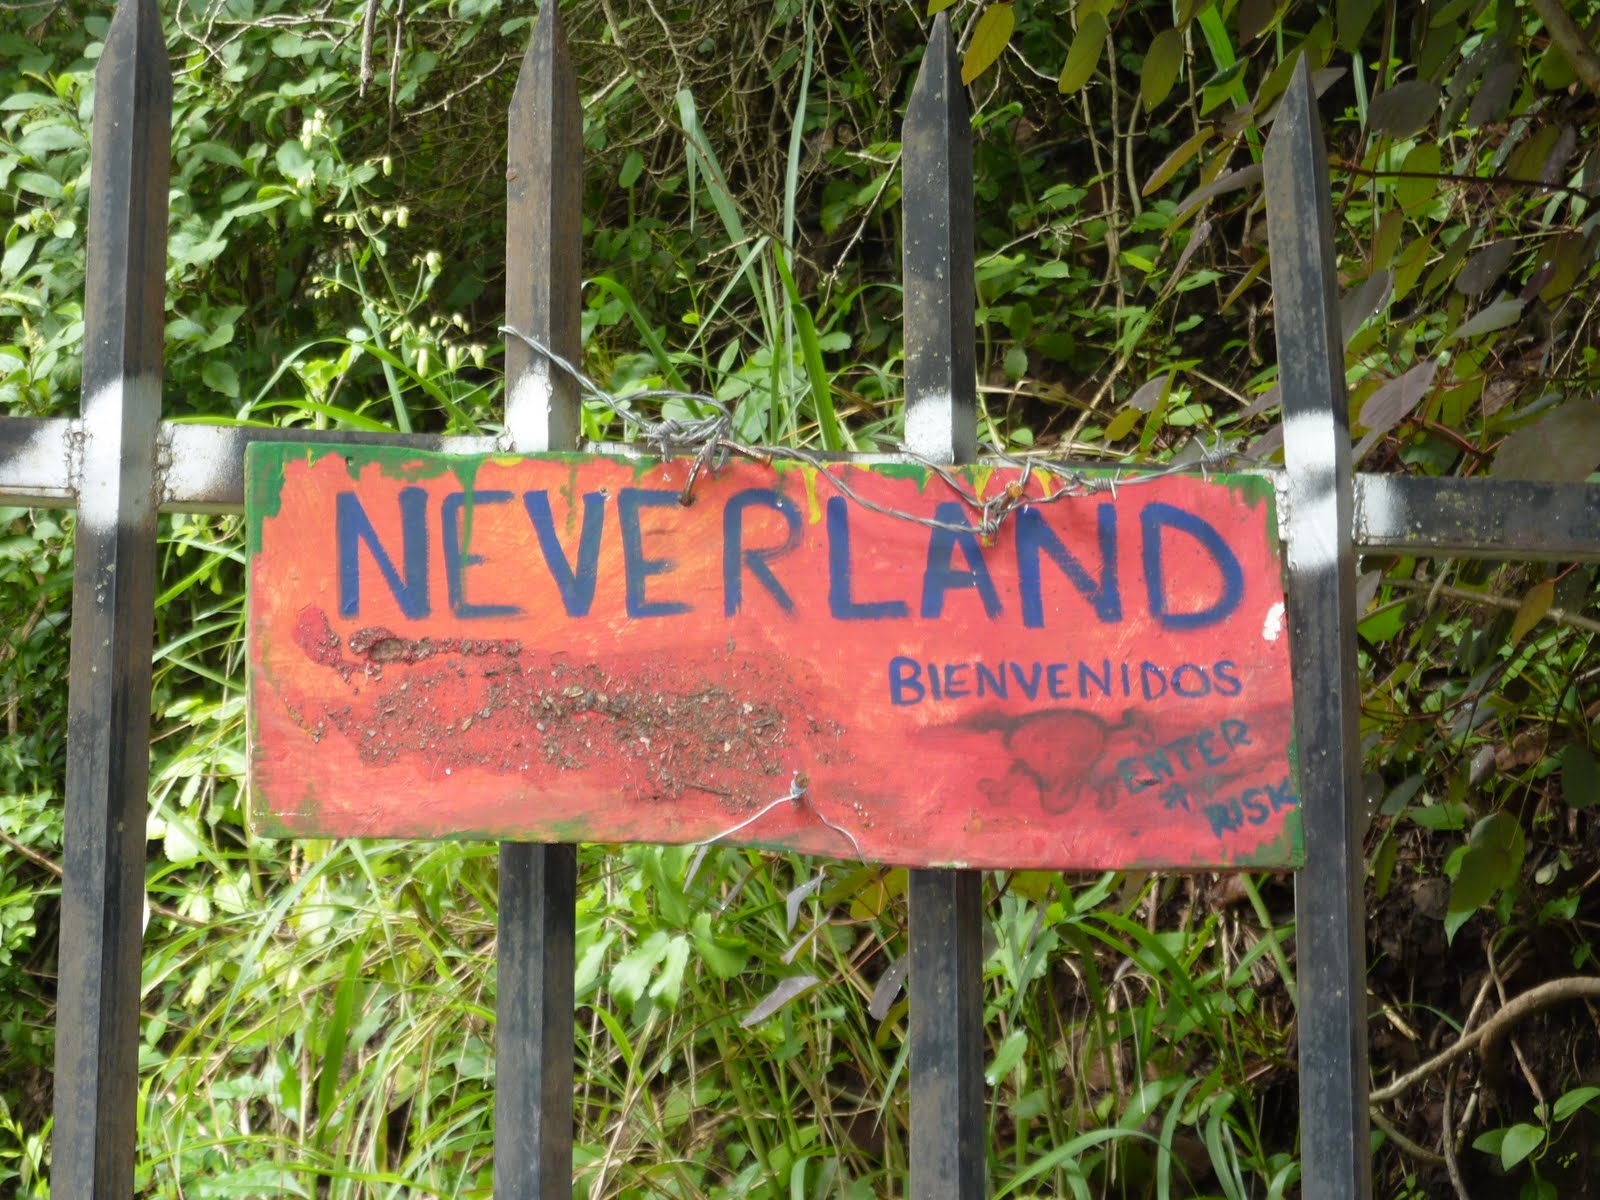 NEVERLAND
BIENVENIDOS
ENTER
*
RISK